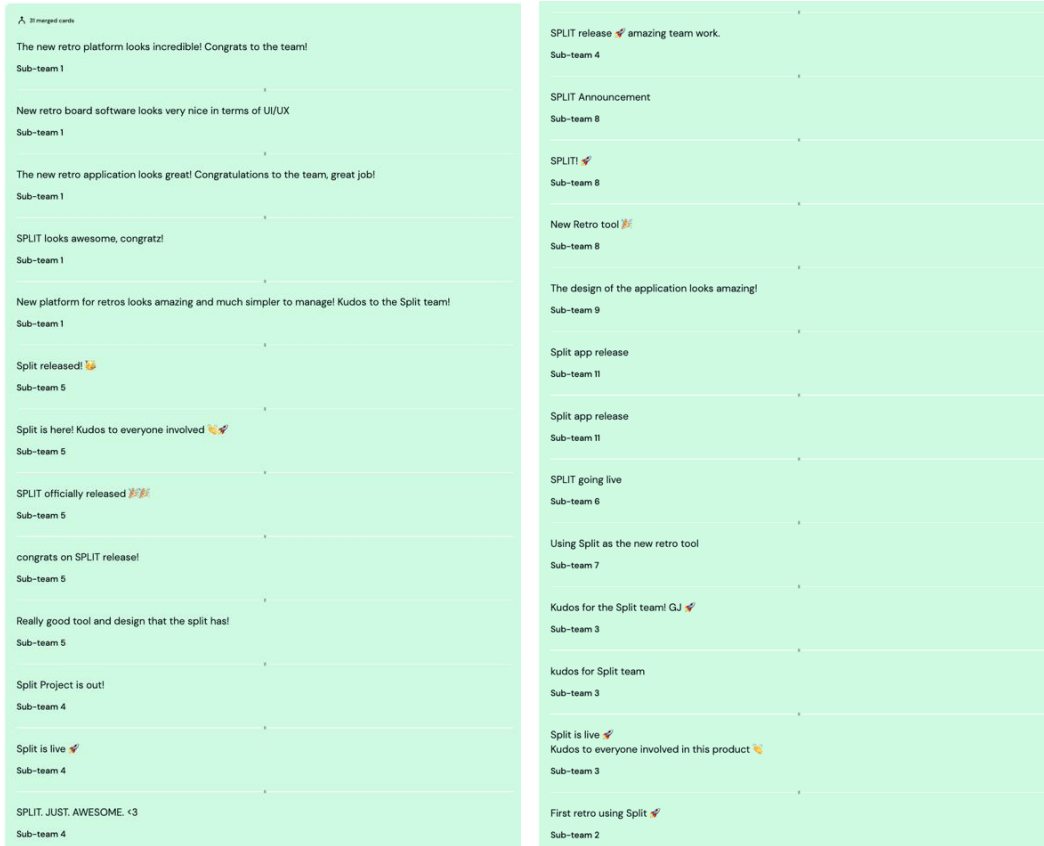 31 merged cards
The new retro platform looks incredible! Congrats to the team!
Sub-team 1
New retro board software looks very nice in terms of UI/UX
Sub-team 1
The new retro application looks great! Congratulations to the team, great job!
Sub-team 1
SPLIT looks awesome, congratz!
Sub-team 1
New platform for retros looks amazing and much simpler to manage! Kudos to the Split team!
Sub-team 1
Split released! 🥳
Sub-team 5
Split is here! Kudos to everyone involved 👏🚀
Sub-team 5
SPLIT officially released 🎉🎉
Sub-team 5
congrats on SPLIT release!
Sub-team 5
Really good tool and design that the split has!
Sub-team 5
Split Project is out!
Sub-team 4
Split is live 🚀
Sub-team 4
SPLIT. JUST. AWESOME. <3
Sub-team 4
SPLIT release 🚀 amazing team work.
Sub-team 4
SPLIT Announcement
Sub-team 8
SPLIT! 🚀
Sub-team 8
New Retro tool 🎉
Sub-team 8
The design of the application looks amazing!
Sub-team 9
Split app release
Sub-team 11
Split app release
Sub-team 11
SPLIT going live
Sub-team 6
Using Split as the new retro tool
Sub-team 7
Kudos for the Split team! GJ 🚀
Sub-team 3
kudos for Split team
Sub-team 3
Split is live 🚀
Kudos to everyone involved in this product 👏
Sub-team 3
First retro using Split 🚀
Sub-team 2